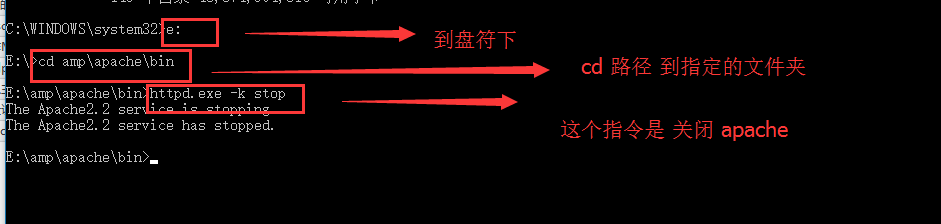 C:\WINDOWS\system32>e:
到盘符下
E:\>cd amp\apache\bin
cd 路径 到指定的文件夹
E:\amp\apache\bin>httpd.exe -k stop
The Apache2.2 service is stopping.
The Apache2.2 service has stopped.
这个指令是 关闭 apache
E:\amp\apache\bin>